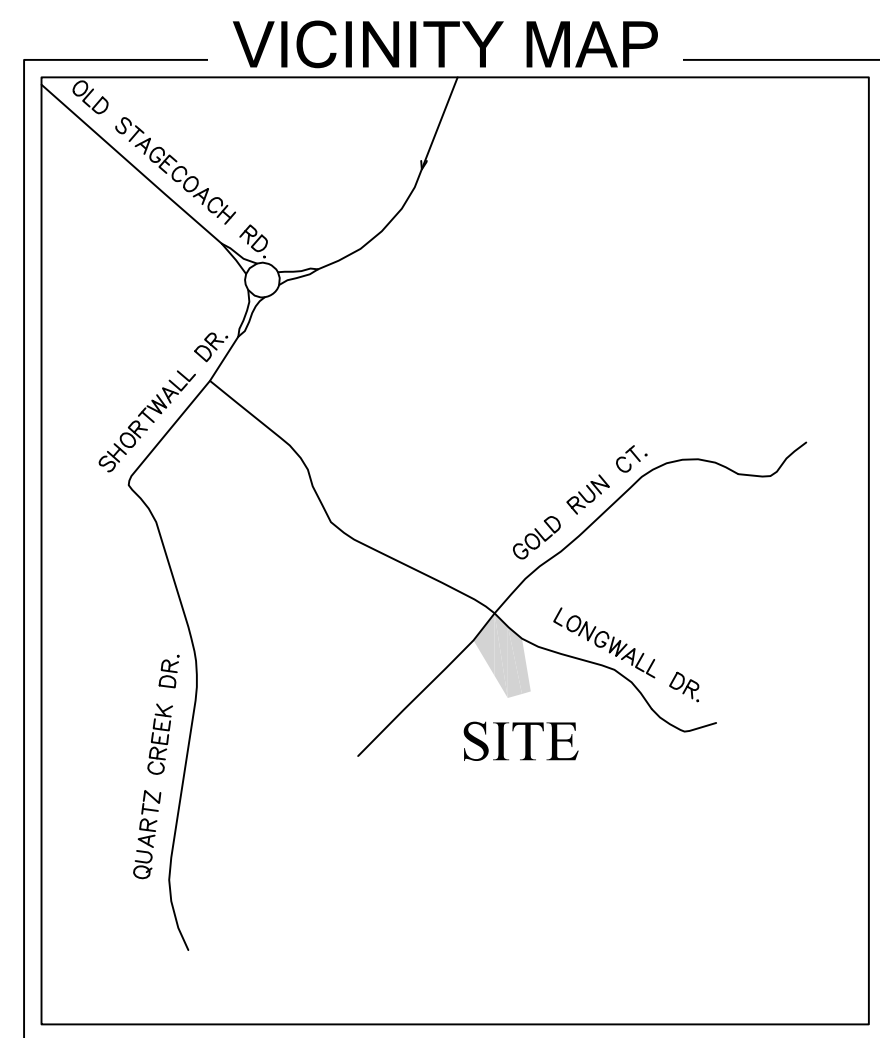 VICINITY MAP
OLD STAGECOACH RD.
SHORTWALL DR.
GOLD RUN CT.
LONGWALL DR.
QUARTZ CREEK DR.
SITE